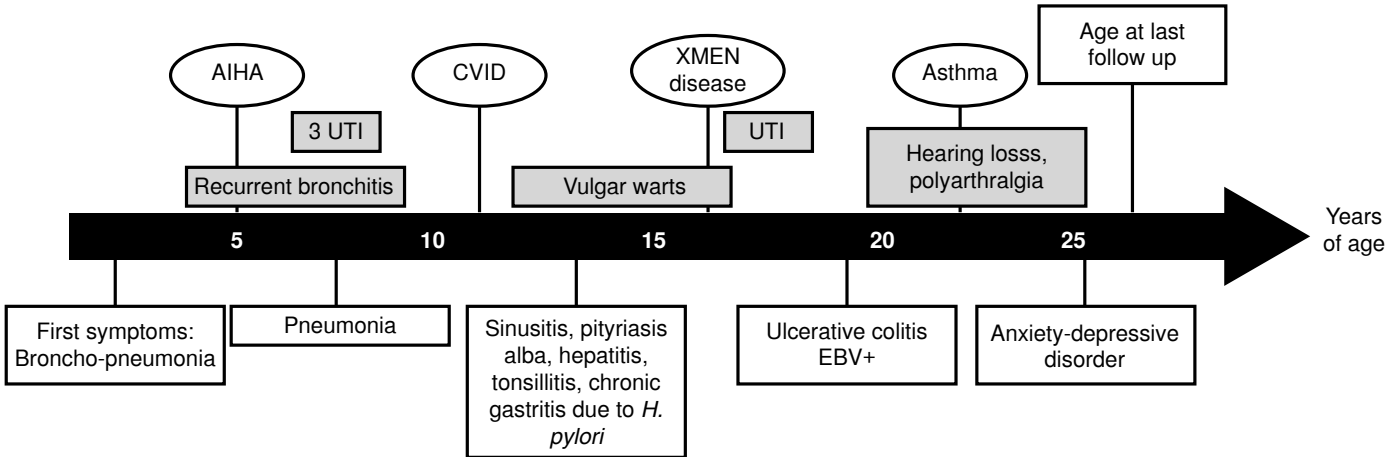 AIHA
CVID
XMEN
disease
Asthma
Age at last
follow up
3 UTI
UTI
Recurrent bronchitis
Vulgar warts
Hearing losss,
polyarthralgia
5
10
15
20
25
Years
of age
First symptoms:
Broncho-pneumonia
Pneumonia
Sinusitis, pityriasis
alba, hepatitis,
tonsillitis, chronic
gastritis due to H.
pylori
Ulcerative colitis
EBV+
Anxiety-depressive
disorder